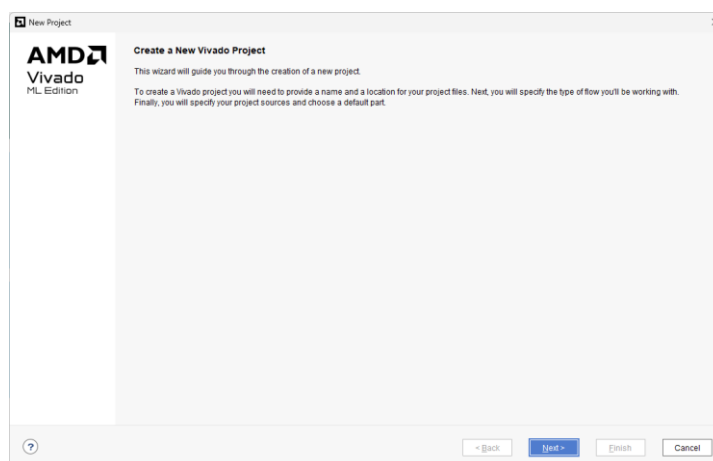 New Project
AMD
Vivado
ML Edition
Create a New Vivado Project
This wizard will guide you through the creation of a new project.
To create a Vivado project you will need to provide a name and a location for your project files. Next, you will specify the type of flow you'll be working with.
Finally, you will specify your project sources and choose a default part.
?
< Back
Next >
Finish
Cancel